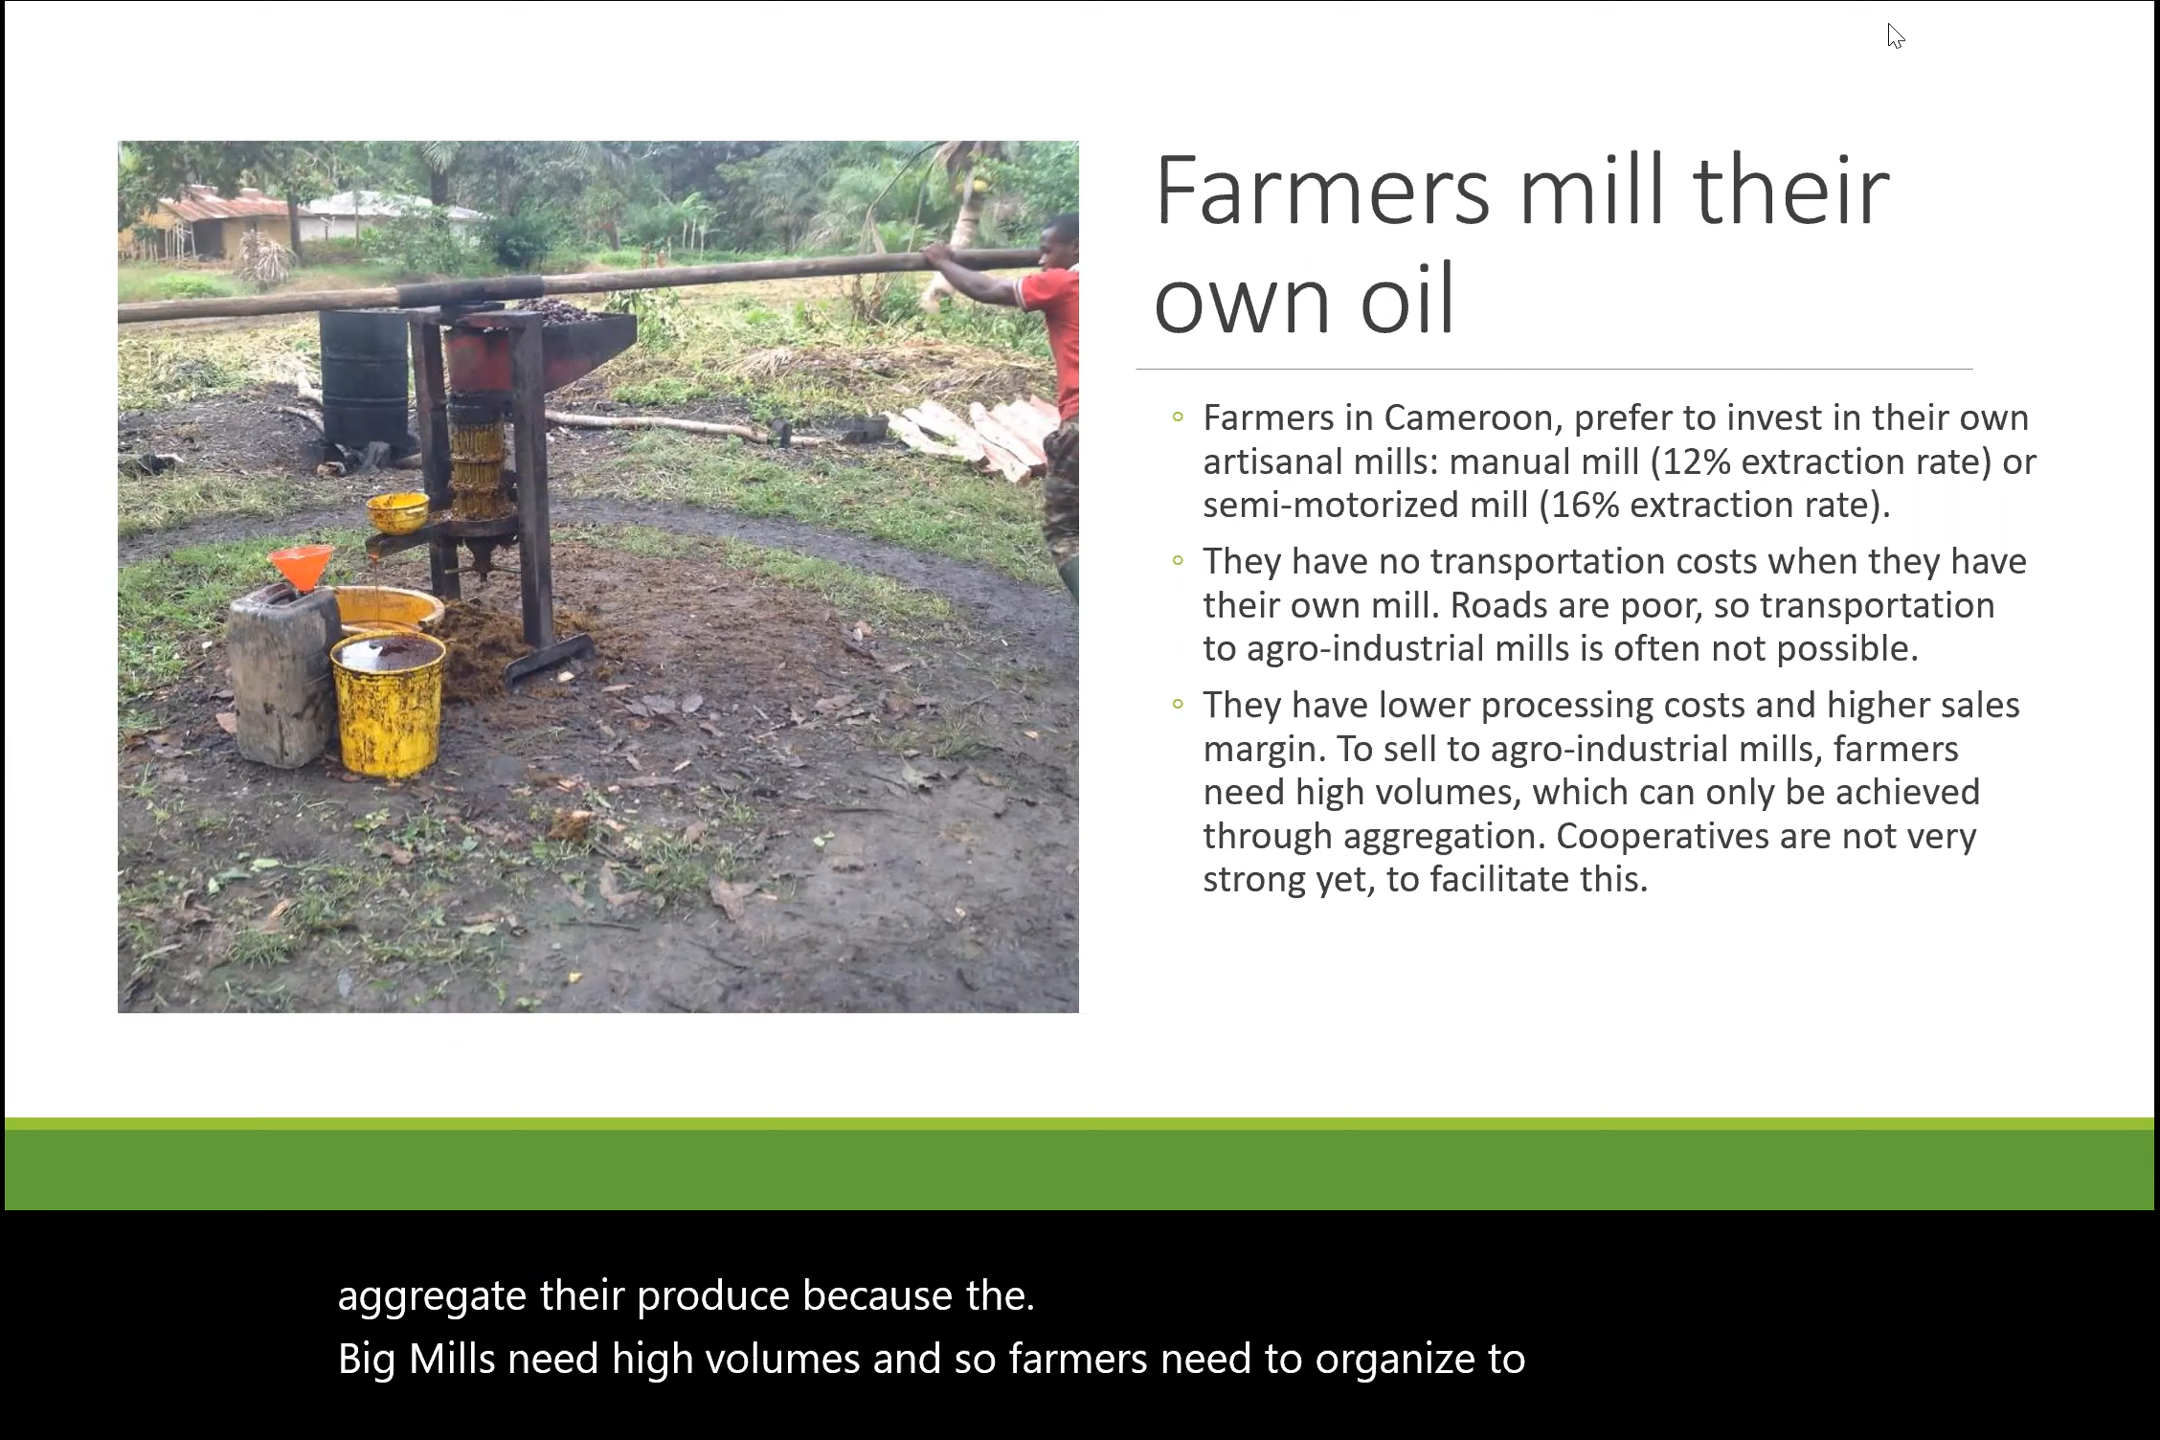 Farmers mill their
own oil
Farmers in Cameroon, prefer to invest in their own
artisanal mills: manual mill (12% extraction rate) or
semi-motorized mill (16% extraction rate).
They have no transportation costs when they have
their own mill. Roads are poor, so transportation
to agro-industrial mills is often not possible.
They have lower processing costs and higher sales
margin. To sell to agro-industrial mills, farmers
need high volumes, which can only be achieved
through aggregation. Cooperatives are not very
strong yet, to facilitate this.
aggregate their produce because the.
Big Mills need high volumes and so farmers need to organize to